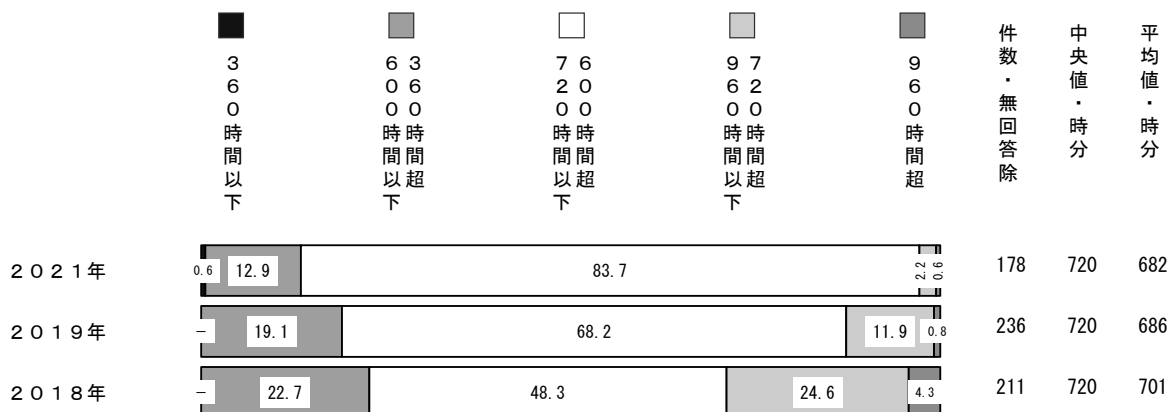 ３６０時間以下
３６０時間超
６００時間以下
６００時間超
７２０時間以下
７２０時間超
９６０時間以下
９６０時間超
件数・無回答除
中央値・時分
平均値・時分
２０２１年 0.6 12.9 83.7 2.2 0.6 178 720 682
２０１９年 － 19.1 68.2 11.9 0.8 236 720 686
２０１８年 － 22.7 48.3 24.6 4.3 211 720 701